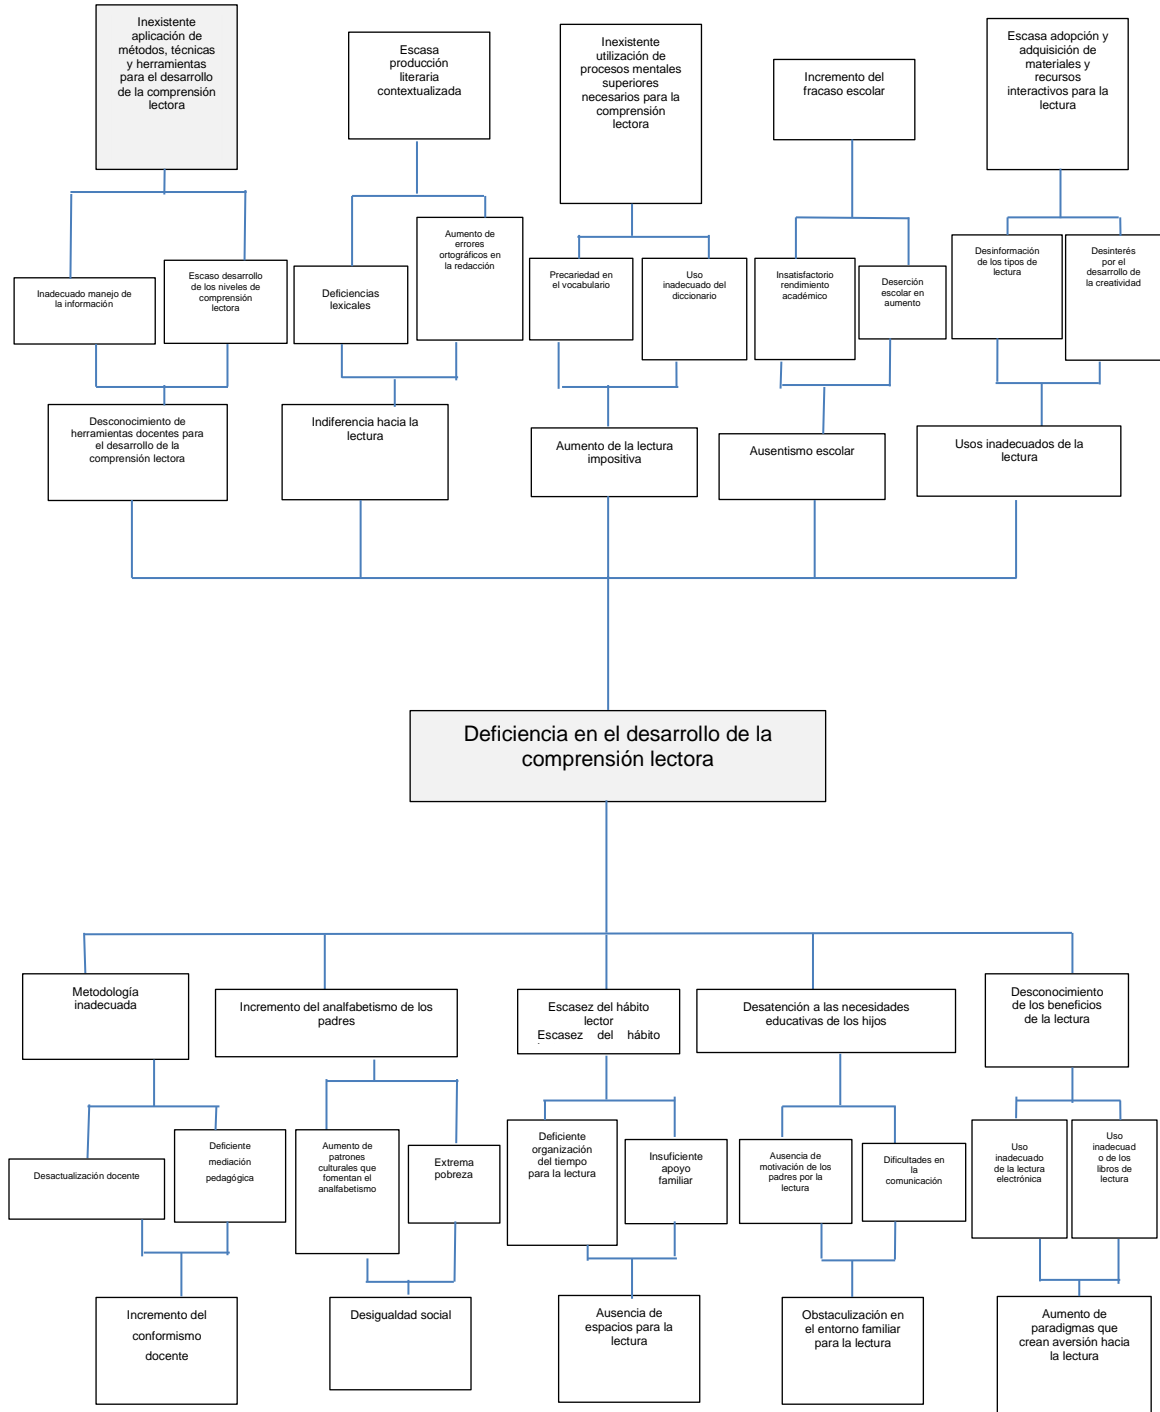 Inexistente
aplicación de
métodos, técnicas
y herramientas
para el desarrollo
de la comprensión
lectora
Escasa
producción
literaria
contextualizada
Inexistente
utilización de
procesos mentales
superiores
necesarios para la
comprensión
lectora
Incremento del
fracaso escolar
Escasa adopción y
adquisición de
materiales y
recursos
interactivos para la
lectura
Inadecuado manejo de
la información
Escaso desarrollo
de los niveles de
comprensión
lectora
Deficiencias
lexicales
Aumento de
errores
ortográficos en
la redacción
Precariedad en
el vocabulario
Uso
inadecuado del
diccionario
Insatisfactorio
rendimiento
académico
Deserción
escolar en
aumento
Desinformación
de los tipos de
lectura
Desinterés
por el
desarrollo de
la creatividad
Desconocimiento de
herramientas docentes para
el desarrollo de la
comprensión lectora
Indiferencia hacia la
lectura
Aumento de la lectura
impositiva
Ausentismo escolar
Usos inadecuados de la
lectura
Deficiencia en el desarrollo de la
comprensión lectora
Metodología
inadecuada
Incremento del analfabetismo de los
padres
Escasez del hábito
lector
Escasez del hábito
Desatención a las necesidades
educativas de los hijos
Desconocimiento
de los beneficios
de la lectura
Desactualización docente
Deficiente
mediación
pedagógica
Aumento de
patrones
culturales que
fomentan el
analfabetismo
Extrema
pobreza
Deficiente
organización
del tiempo
para la lectura
Insuficiente
apoyo
familiar
Ausencia de
motivación de los
padres por la
lectura
Dificultades en
la
comunicación
Uso
inadecuado
de la lectura
electrónica
Uso
inadecuad
o de los
libros de
lectura
Incremento del
conformismo
docente
Desigualdad social
Ausencia de
espacios para la
lectura
Obstaculización en
el entorno familiar
para la lectura
Aumento de
paradigmas que
crean aversión hacia
la lectura